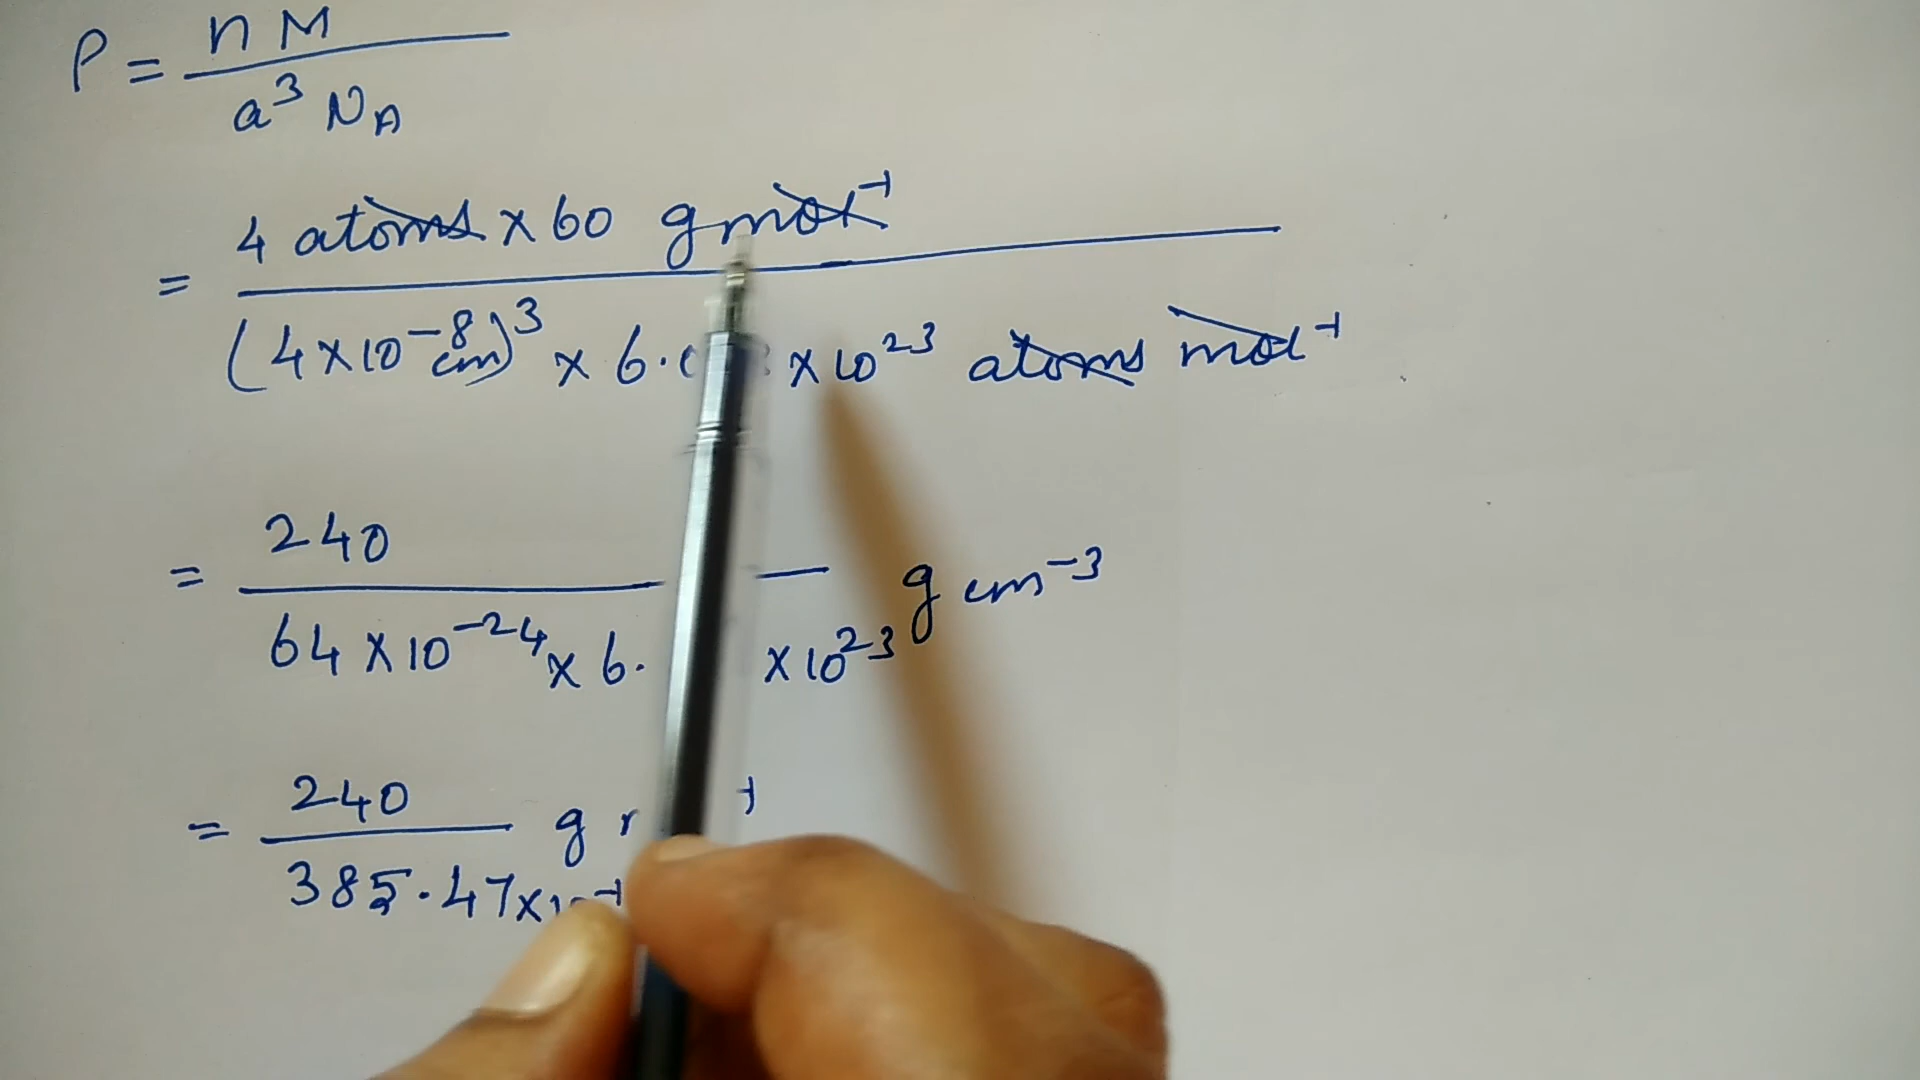 ρ = n M
a³ N_A
= 4 atoms × 60 g mol⁻¹
(4×10⁻⁸ cm)³ × 6. ×10²³ atoms mol⁻¹
= 240 g cm⁻³
64 × 10⁻²⁴ × 6. × 10²³
= 240 g
385.47×